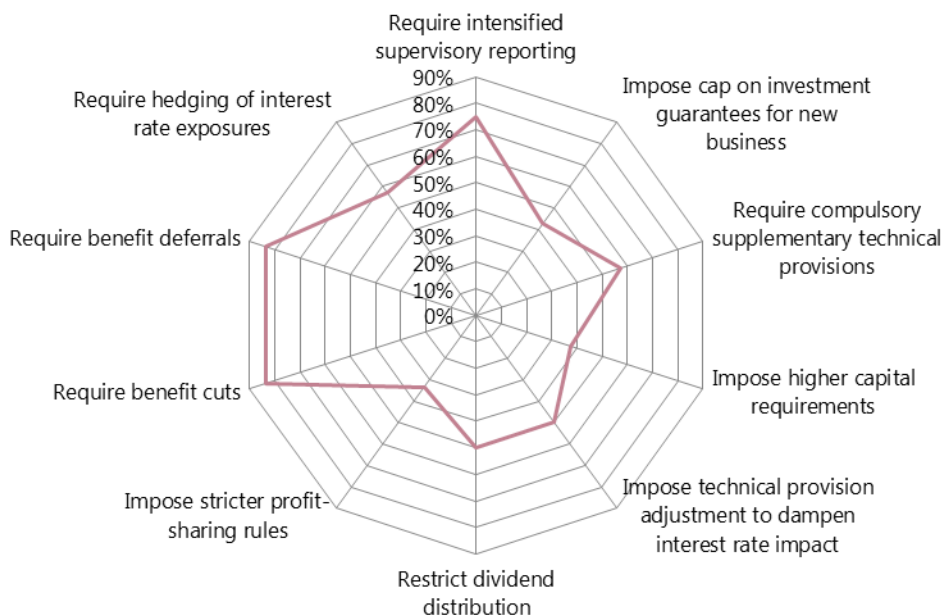 Require intensified
supervisory reporting
Impose cap on investment
guarantees for new
business
Require compulsory
supplementary technical
provisions
Impose higher capital
requirements
Impose technical provision
adjustment to dampen
interest rate impact
Restrict dividend
distribution
Impose stricter profit-
sharing rules
Require benefit cuts
Require benefit deferrals
Require hedging of interest
rate exposures
90%
80%
70%
60%
50%
40%
30%
20%
10%
0%